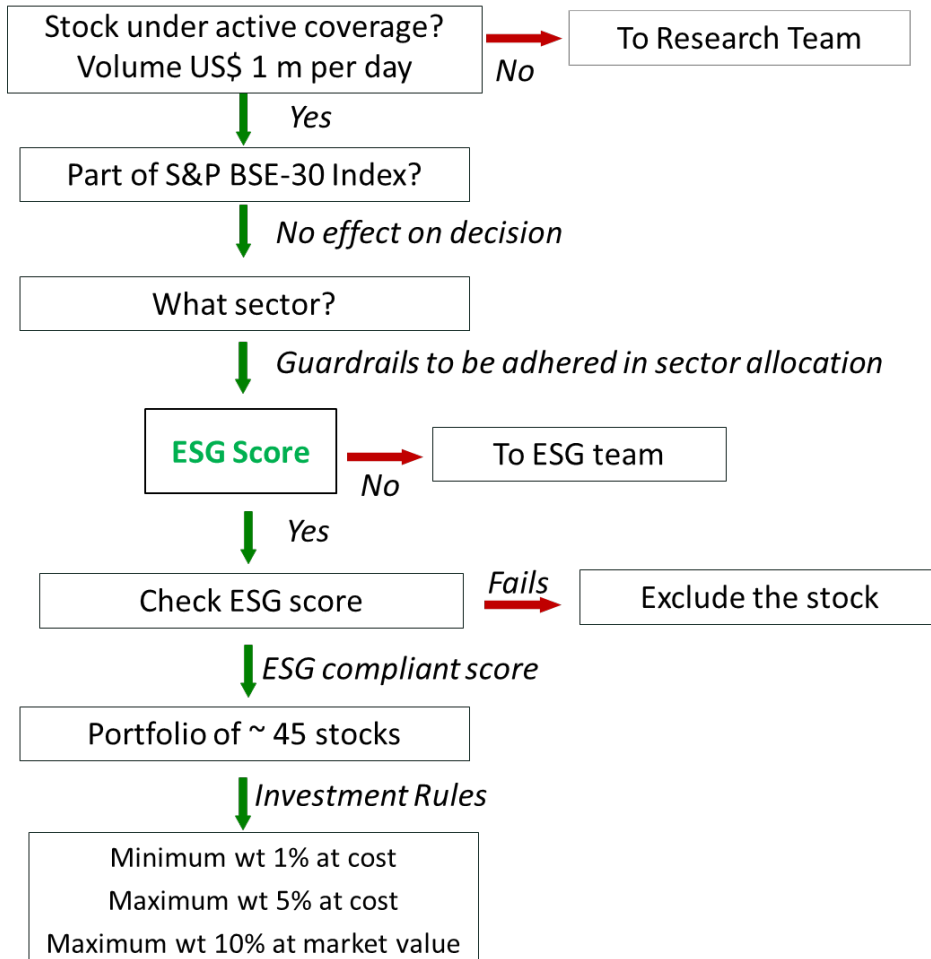 Stock under active coverage?
Volume US$ 1 m per day
No
To Research Team
Yes
Part of S&P BSE-30 Index?
No effect on decision
What sector?
Guardrails to be adhered in sector allocation
ESG Score
No
To ESG team
Yes
Check ESG score
Fails
Exclude the stock
ESG compliant score
Portfolio of ~ 45 stocks
Investment Rules
Minimum wt 1% at cost
Maximum wt 5% at cost
Maximum wt 10% at market value